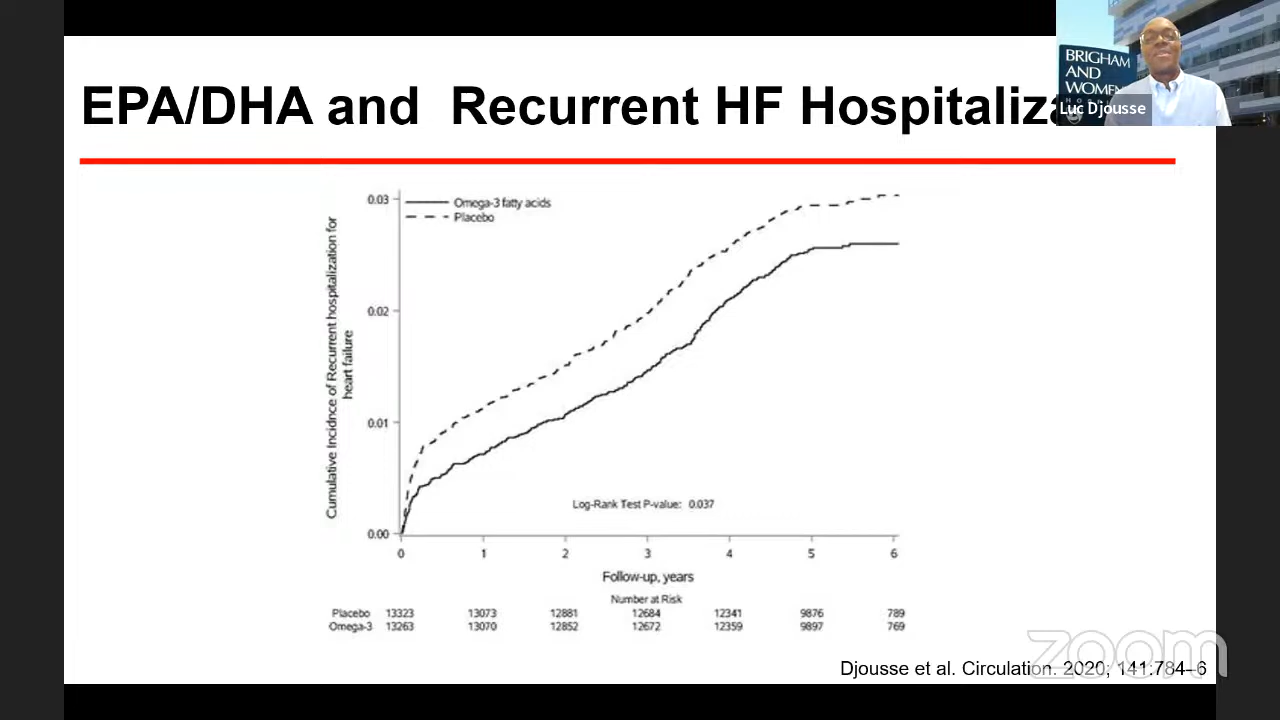 EPA/DHA and Recurrent HF Hospitaliza
BRIGHAM
AND
WOMEN
Luc Djousse
Omega-3 fatty acids
Placebo
Cumulative Incidnce of Recurrent hospitalization for
heart failure
0.03
0.02
0.01
0.00
Log-Rank Test P-value: 0.037
0 1 2 3 4 5 6
Follow-up, years
Number at Risk
Placebo 13323 13073 12881 12684 12341 9876 789
Omega-3 13263 13070 12852 12672 12359 9897 769
zoom
Djousse et al. Circulation. 2020; 141:784–6